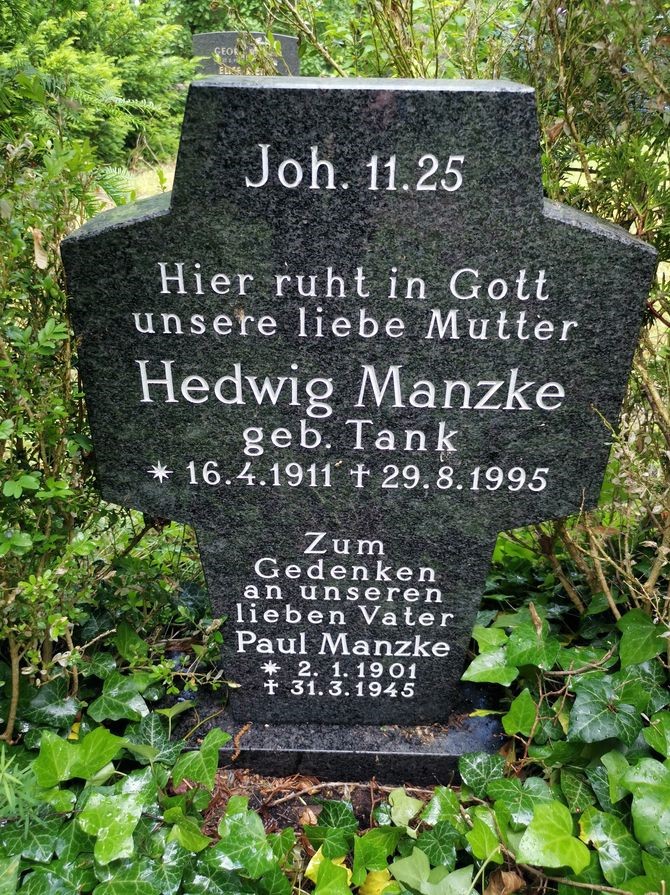 GEORG
Joh. 11.25
Hier ruht in Gott
unsere liebe Mutter
Hedwig Manzke
geb. Tank
* 16.4.1911 † 29.8.1995
Zum
Gedenken
an unseren
lieben Vater
Paul Manzke
* 2.1.1901
† 31.3.1945